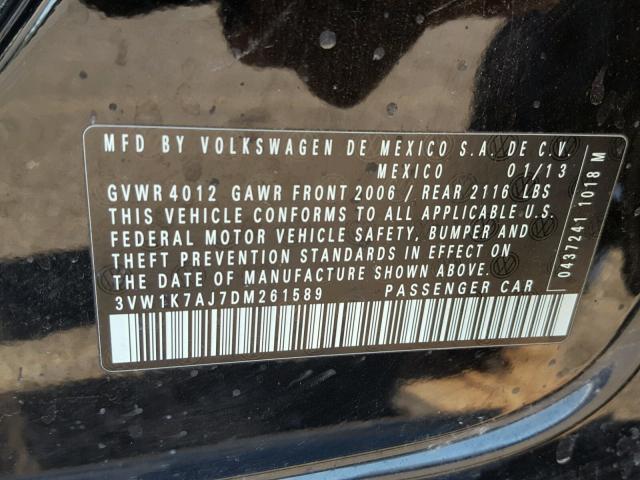 MFD BY VOLKSWAGEN DE MEXICO S.A. DE C.V.
MEXICO 01/13
GVWR 4012 GAWR FRONT 2006 / REAR 2116 LBS
THIS VEHICLE CONFORMS TO ALL APPLICABLE U.S.
FEDERAL MOTOR VEHICLE SAFETY, BUMPER AND
THEFT PREVENTION STANDARDS IN EFFECT ON
THE DATE OF MANUFACTURE SHOWN ABOVE.
3VW1K7AJ7DM261589 PASSENGER CAR
0437241 1018 M